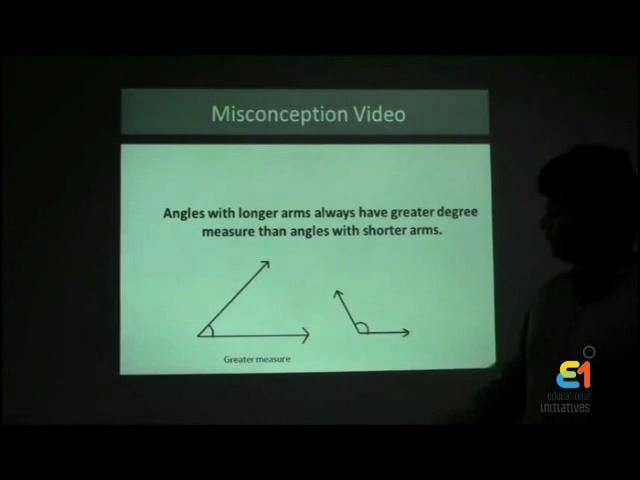 Misconception Video
Angles with longer arms always have greater degree
measure than angles with shorter arms.
Greater measure
EI
educational
INITIATIVES